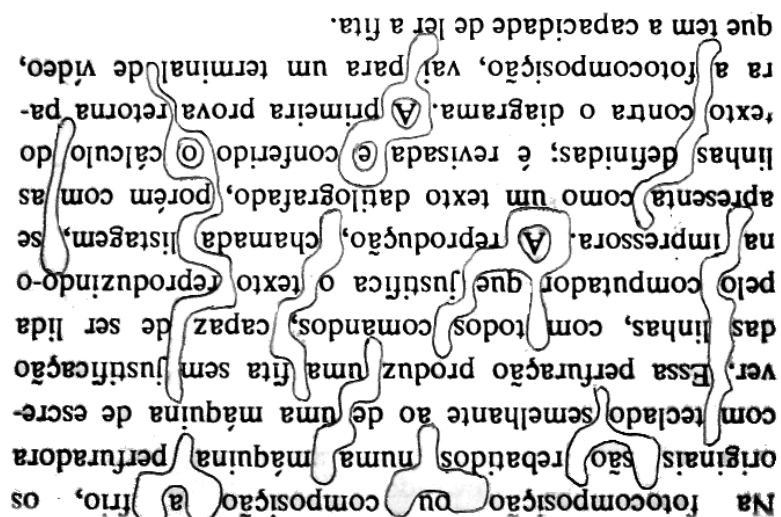 Na fotocomposição ou composição a frio, os
originais são rebatidos numa máquina perfuradora
com teclado semelhante ao de uma máquina de escre-
ver. Essa perfuração produz uma fita sem justificação
das linhas, com todos comandos, capaz de ser lida
pelo computador que justifica o texto reproduzindo-o
na impressora. A reprodução, chamada listagem, se
apresenta como um texto datilografado, porém com as
linhas definidas; é revisada e conferido o cálculo do
texto contra o diagrama. A primeira prova retorna pa-
ra a fotocomposição, vai para um terminal de vídeo,
que tem a capacidade de ler a fita.